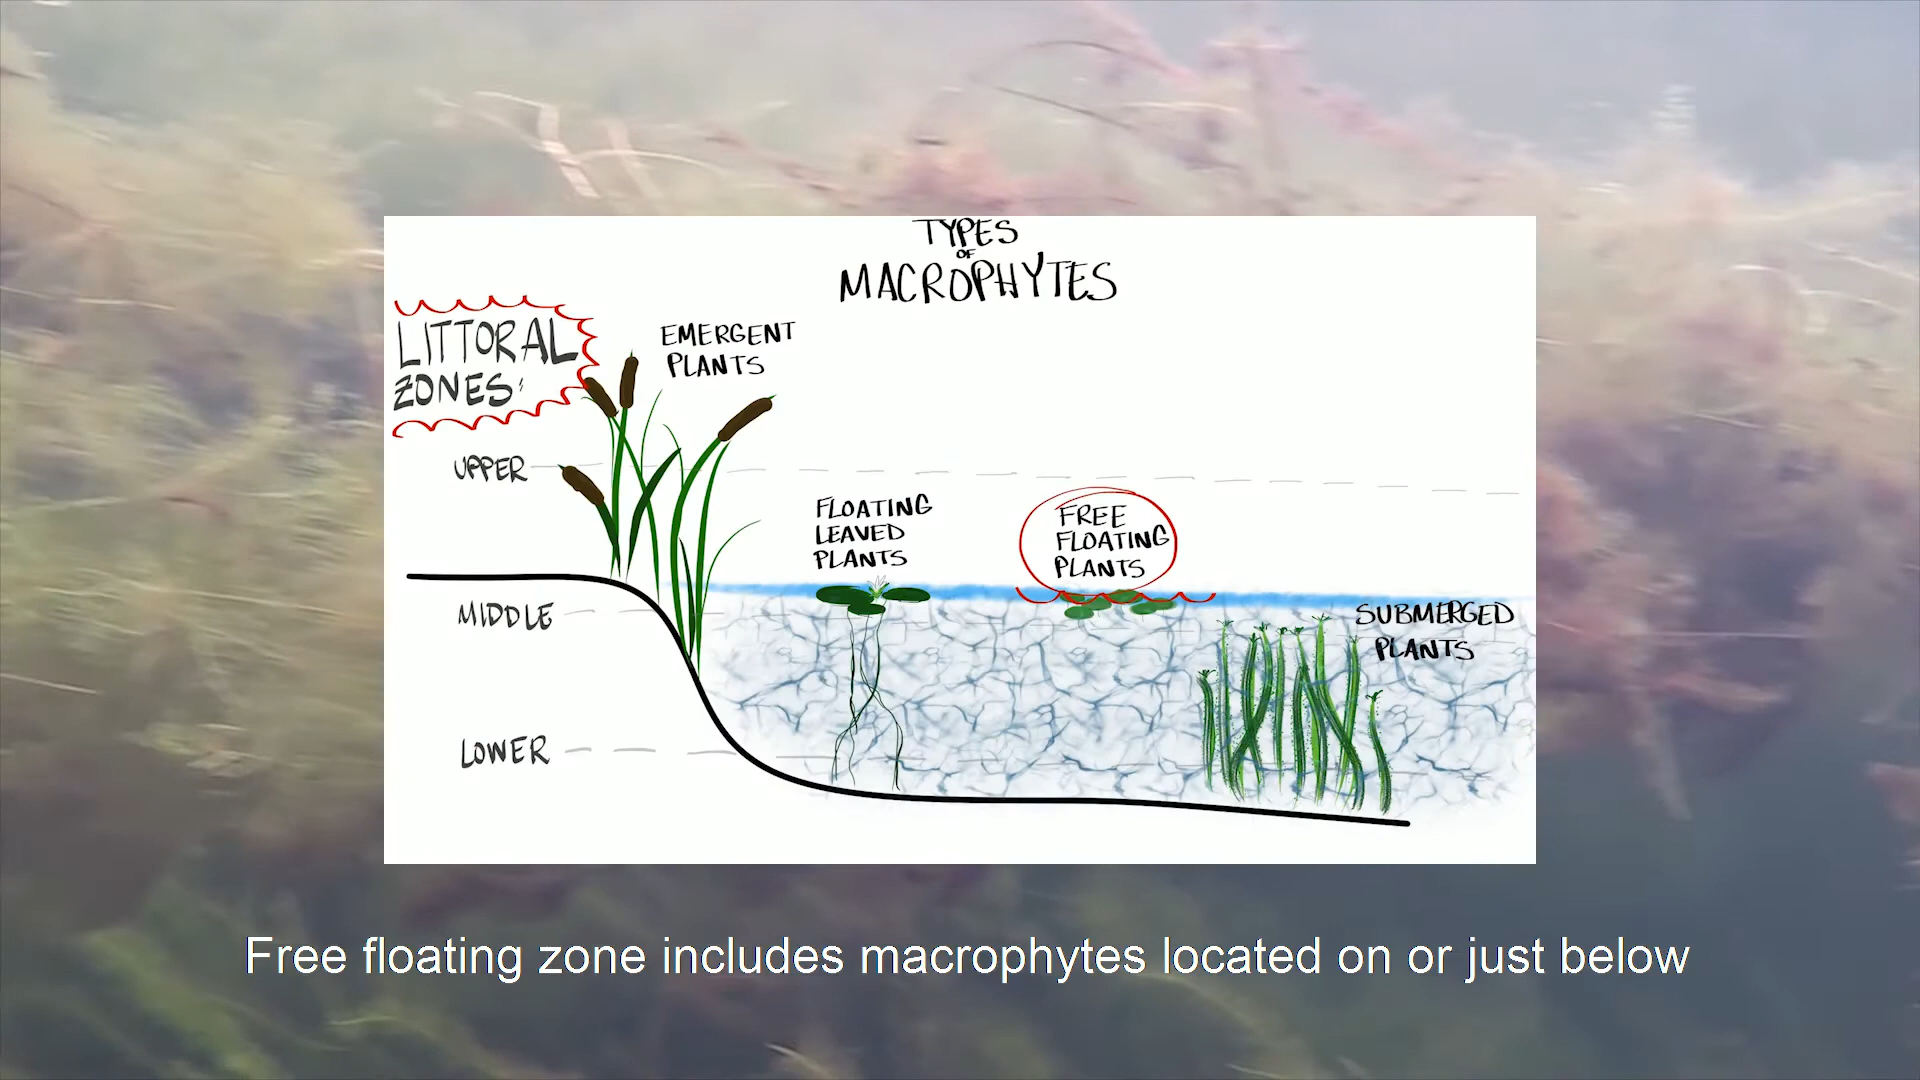 TYPES
OF
MACROPHYTES
LITTORAL
ZONES:
EMERGENT
PLANTS
UPPER
FLOATING
LEAVED
PLANTS
FREE
FLOATING
PLANTS
MIDDLE
SUBMERGED
PLANTS
LOWER
Free floating zone includes macrophytes located on or just below